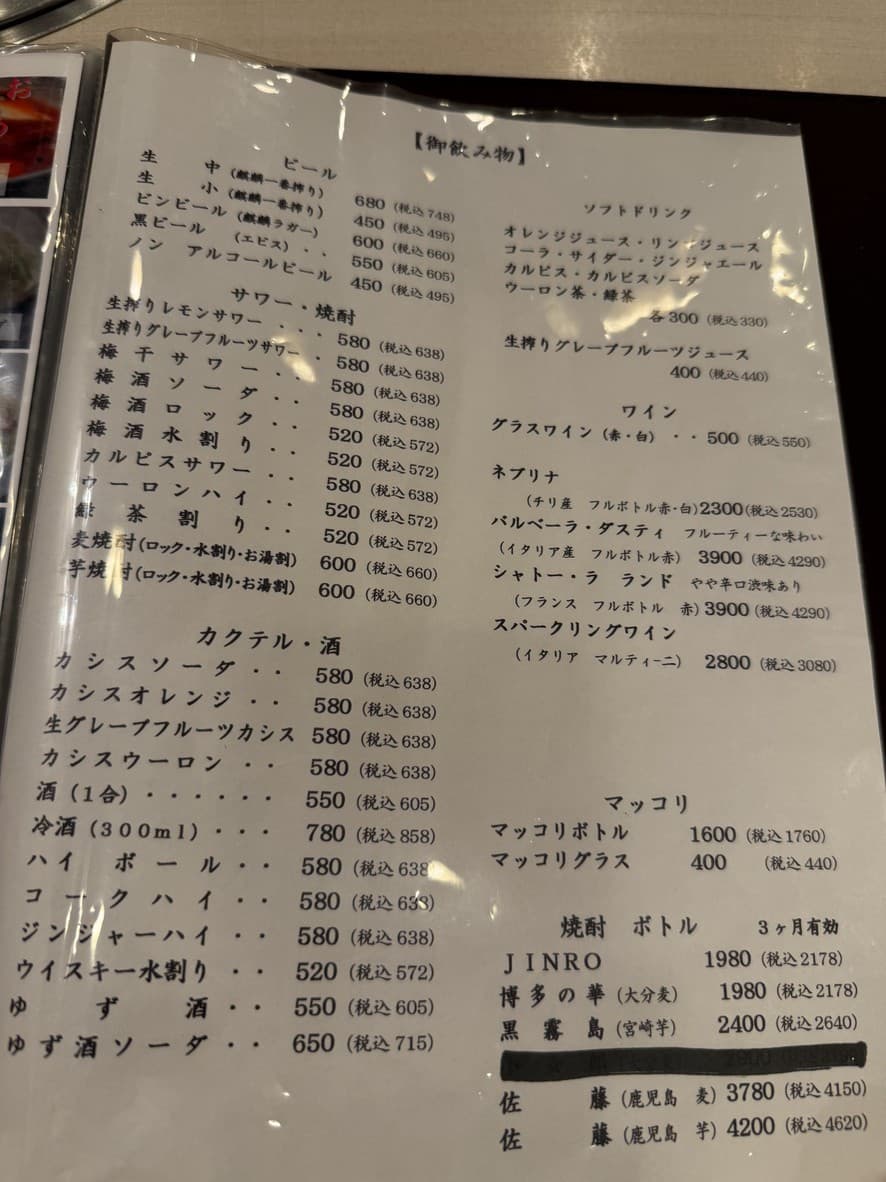 【御飲み物】
ビール
生 中 (麒麟一番搾り) 680 (税込748)
生 小 (麒麟一番搾り) 450 (税込495)
ビンビール (麒麟ラガー) 600 (税込660)
黒ビール (エビス) ・・ 550 (税込605)
ノン アルコールビール 450 (税込495)
サワー・焼酎
生搾りレモンサワー ・・・ 580 (税込638)
生搾りグレープフルーツサワー ・ 580 (税込638)
梅干サワー ・・ 580 (税込638)
梅酒ソーダ ・・ 580 (税込638)
梅酒ロック ・・ 520 (税込572)
梅酒水割り ・・ 520 (税込572)
カルピスサワー ・・ 580 (税込638)
ウーロンハイ ・・ 520 (税込572)
緑茶割り ・・ 520 (税込572)
麦焼酎 (ロック・水割り・お湯割) 600 (税込660)
芋焼酎 (ロック・水割り・お湯割) 600 (税込660)
カクテル・酒
カシスソーダ ・・ 580 (税込638)
カシスオレンジ ・・ 580 (税込638)
生グレープフルーツカシス 580 (税込638)
カシスウーロン ・・ 580 (税込638)
酒 (1合) ・・・・・・ 550 (税込605)
冷酒 (300ml) ・・・ 780 (税込858)
ハイ ボール ・・ 580 (税込638
コークハイ ・・ 580 (税込638)
ジンジャーハイ ・・ 580 (税込638)
ウイスキー水割り ・・ 520 (税込572)
ゆず酒 ・・ 550 (税込605)
ゆず酒ソーダ ・・ 650 (税込715)
ソフトドリンク
オレンジジュース・リンゴジュース
コーラ・サイダー・ジンジャエール
カルピス・カルピスソーダ
ウーロン茶・緑茶
各300 (税込330)
生搾りグレープフルーツジュース
400 (税込440)
ワイン
グラスワイン (赤・白) ・・ 500 (税込550)
ネブリナ
(チリ産 フルボトル赤・白) 2300 (税込2530)
バルベーラ・ダスティ フルーティーな味わい
(イタリア産 フルボトル赤) 3900 (税込4290)
シャトー・ラ ランド やや辛口渋味あり
(フランス フルボトル 赤) 3900 (税込4290)
スパークリングワイン
(イタリア マルティーニ) 2800 (税込3080)
マッコリ
マッコリボトル 1600 (税込1760)
マッコリグラス 400 (税込440)
焼酎 ボトル 3ヶ月有効
JINRO 1980 (税込2178)
博多の華 (大分麦) 1980 (税込2178)
黒霧島 (宮崎芋) 2400 (税込2640)
佐藤 (鹿児島 麦) 3780 (税込4150)
佐藤 (鹿児島 芋) 4200 (税込4620)
お